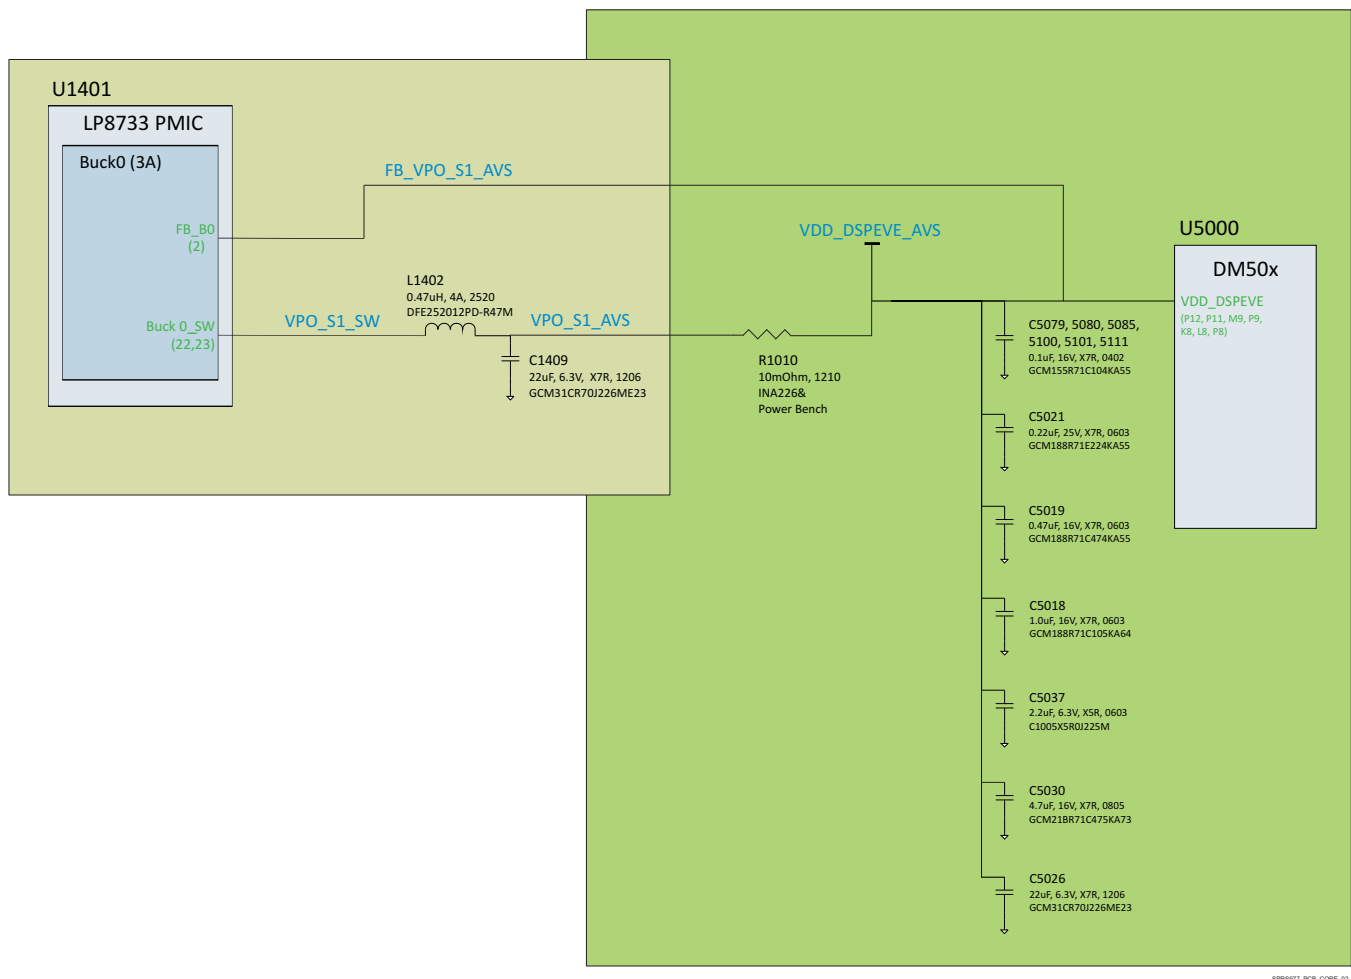 U1401
LP8733 PMIC
Buck0 (3A)
FB_B0
(2)
Buck 0_SW
(22,23)
FB_VPO_S1_AVS
VPO_S1_SW
L1402
0.47uH, 4A, 2520
DFE252012PD-R47M
VPO_S1_AVS
C1409
22uF, 6.3V,  X7R, 1206
GCM31CR70J226ME23
R1010
10mOhm, 1210
INA226&
Power Bench
VDD_DSPEVE_AVS
U5000
DM50x
VDD_DSPEVE
(P12, P11, M9, P9,
K8, L8, P8)
C5079, 5080, 5085,
5100, 5101, 5111
0.1uF, 16V, X7R, 0402
GCM155R71C104KA55
C5021
0.22uF, 25V, X7R, 0603
GCM188R71E224KA55
C5019
0.47uF, 16V, X7R, 0603
GCM188R71C474KA55
C5018
1.0uF, 16V, X7R, 0603
GCM188R71C105KA64
C5037
2.2uF, 6.3V, X5R, 0603
C1005X5R0J225M
C5030
4.7uF, 16V, X7R, 0805
GCM21BR71C475KA73
C5026
22uF, 6.3V, X7R, 1206
GCM31CR70J226ME23
SPRS977_PCB_CORE_02